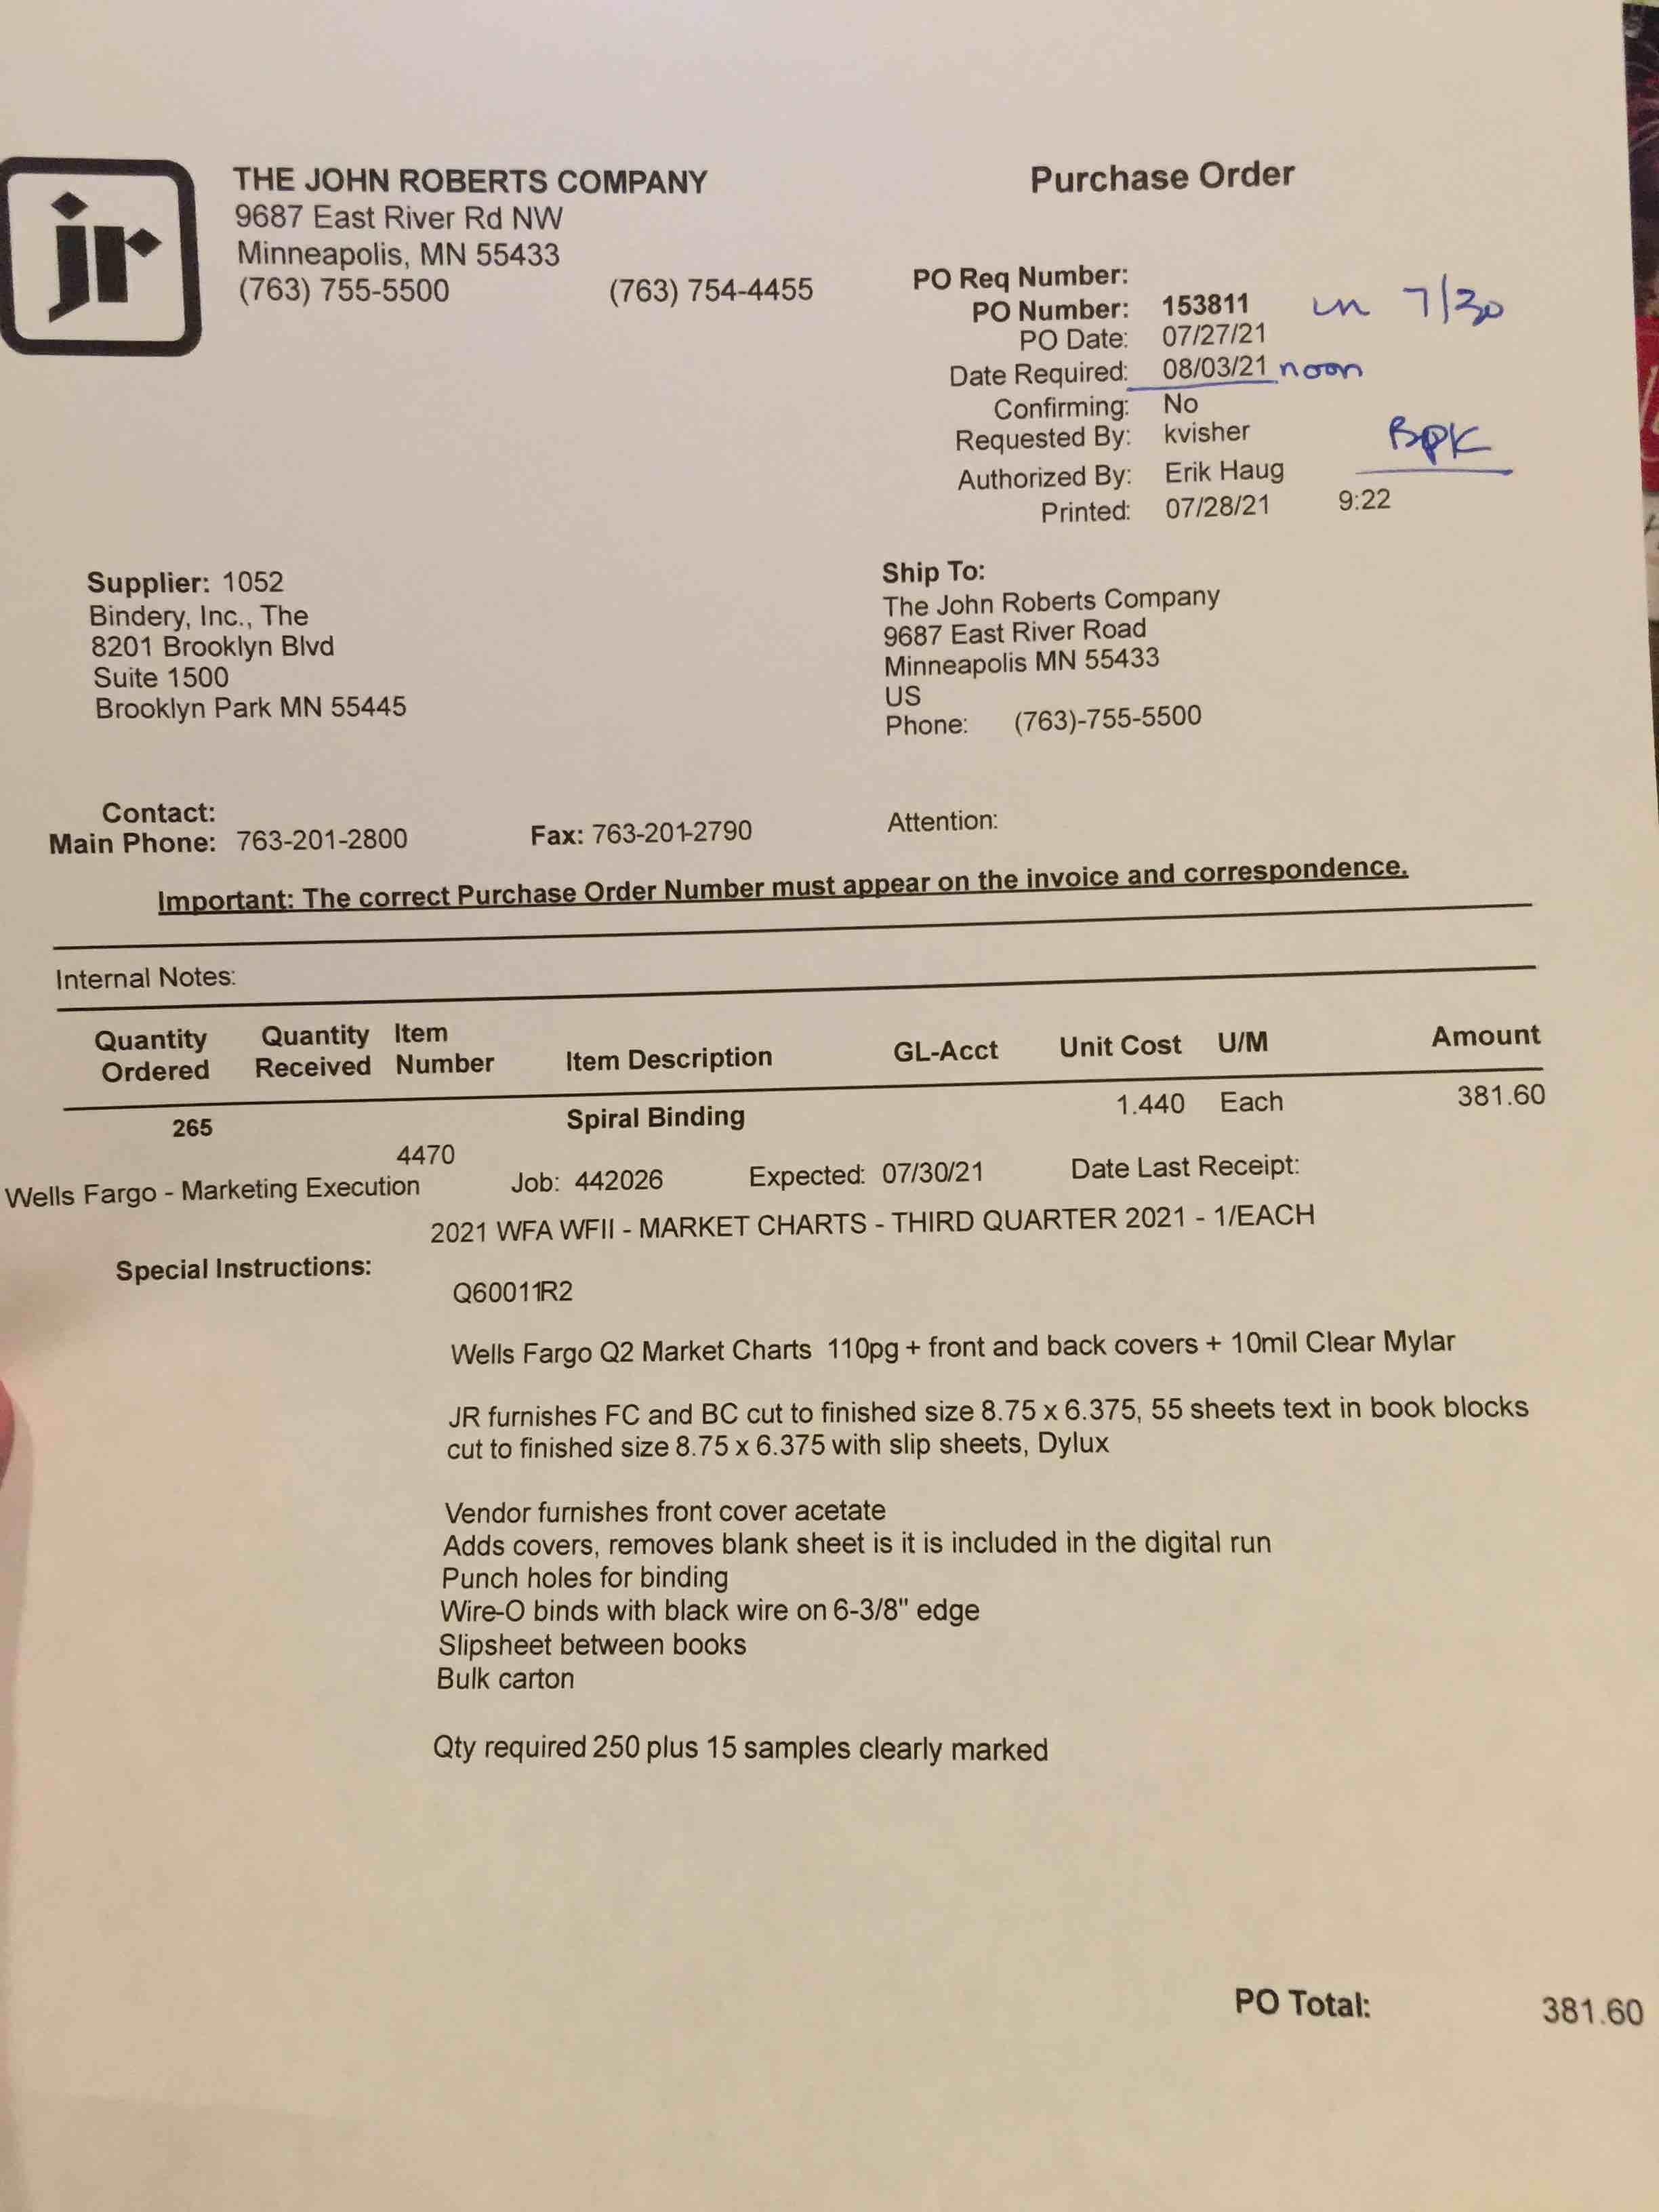 jr
THE JOHN ROBERTS COMPANY
9687 East River Rd NW
Minneapolis, MN 55433
(763) 755-5500 (763) 754-4455
Purchase Order
PO Req Number:
PO Number: 153811 in 7/30
PO Date: 07/27/21
Date Required: 08/03/21 noon
Confirming: No
Requested By: kvisher BPK
Authorized By: Erik Haug
Printed: 07/28/21 9:22
Supplier: 1052
Bindery, Inc., The
8201 Brooklyn Blvd
Suite 1500
Brooklyn Park MN 55445
Ship To:
The John Roberts Company
9687 East River Road
Minneapolis MN 55433
US
Phone: (763)-755-5500
Contact:
Main Phone: 763-201-2800 Fax: 763-201-2790
Attention:
Important: The correct Purchase Order Number must appear on the invoice and correspondence.
Internal Notes:
Quantity Ordered Quantity Received Item Number Item Description GL-Acct Unit Cost U/M Amount
265 Spiral Binding 1.440 Each 381.60
4470
Wells Fargo - Marketing Execution Job: 442026 Expected: 07/30/21 Date Last Receipt:
2021 WFA WFII - MARKET CHARTS - THIRD QUARTER 2021 - 1/EACH
Special Instructions:
Q60011R2
Wells Fargo Q2 Market Charts 110pg + front and back covers + 10mil Clear Mylar
JR furnishes FC and BC cut to finished size 8.75 x 6.375, 55 sheets text in book blocks
cut to finished size 8.75 x 6.375 with slip sheets, Dylux
Vendor furnishes front cover acetate
Adds covers, removes blank sheet is it is included in the digital run
Punch holes for binding
Wire-O binds with black wire on 6-3/8" edge
Slipsheet between books
Bulk carton
Qty required 250 plus 15 samples clearly marked
PO Total: 381.60